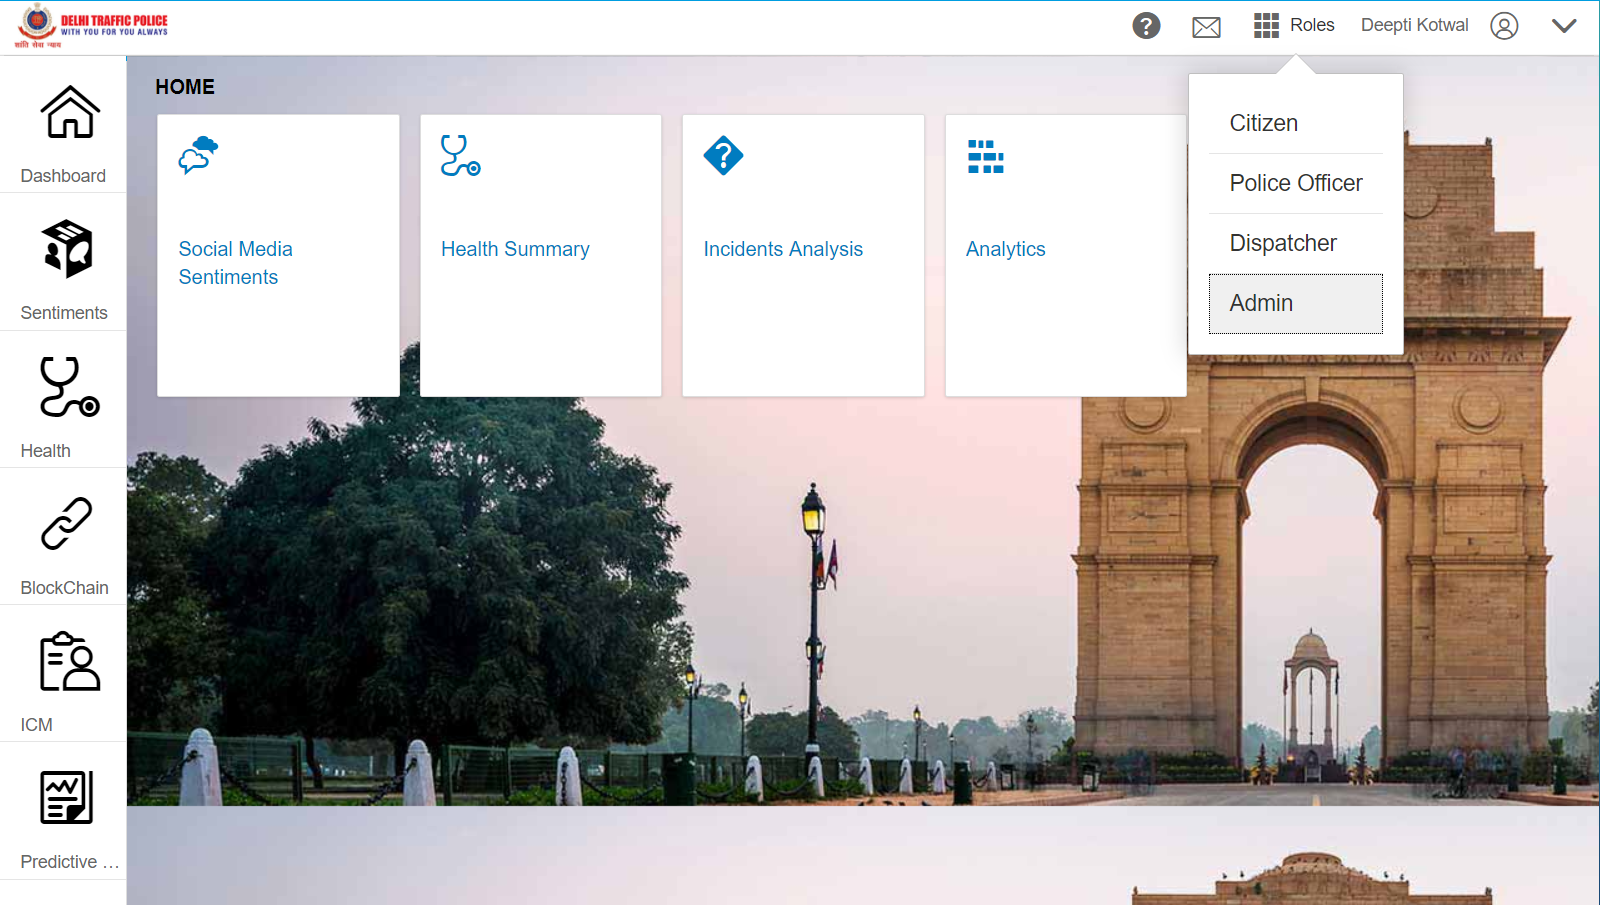 DELHI TRAFFIC POLICE
WITH YOU FOR YOU ALWAYS
शांति सेवा न्याय
Roles
Deepti Kotwal
HOME
Dashboard
Sentiments
Health
BlockChain
ICM
Predictive ...
Social Media
Sentiments
Health Summary
Incidents Analysis
Analytics
Citizen
Police Officer
Dispatcher
Admin